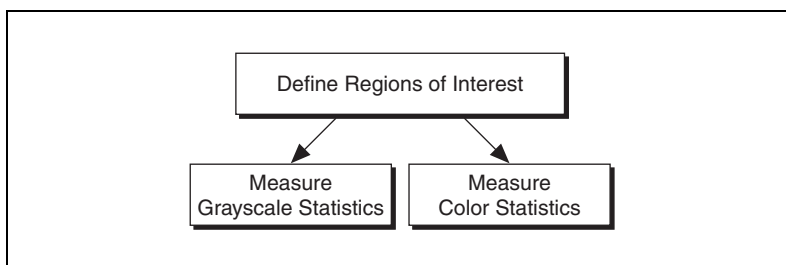 Define Regions of Interest
Measure
Grayscale Statistics
Measure
Color Statistics